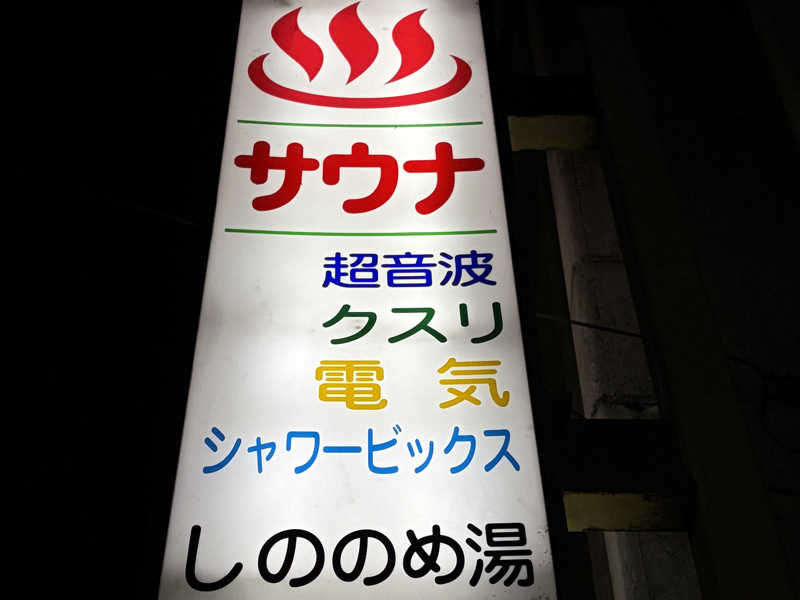 サウナ
超音波
クスリ
電気
シャワービックス
しののめ湯